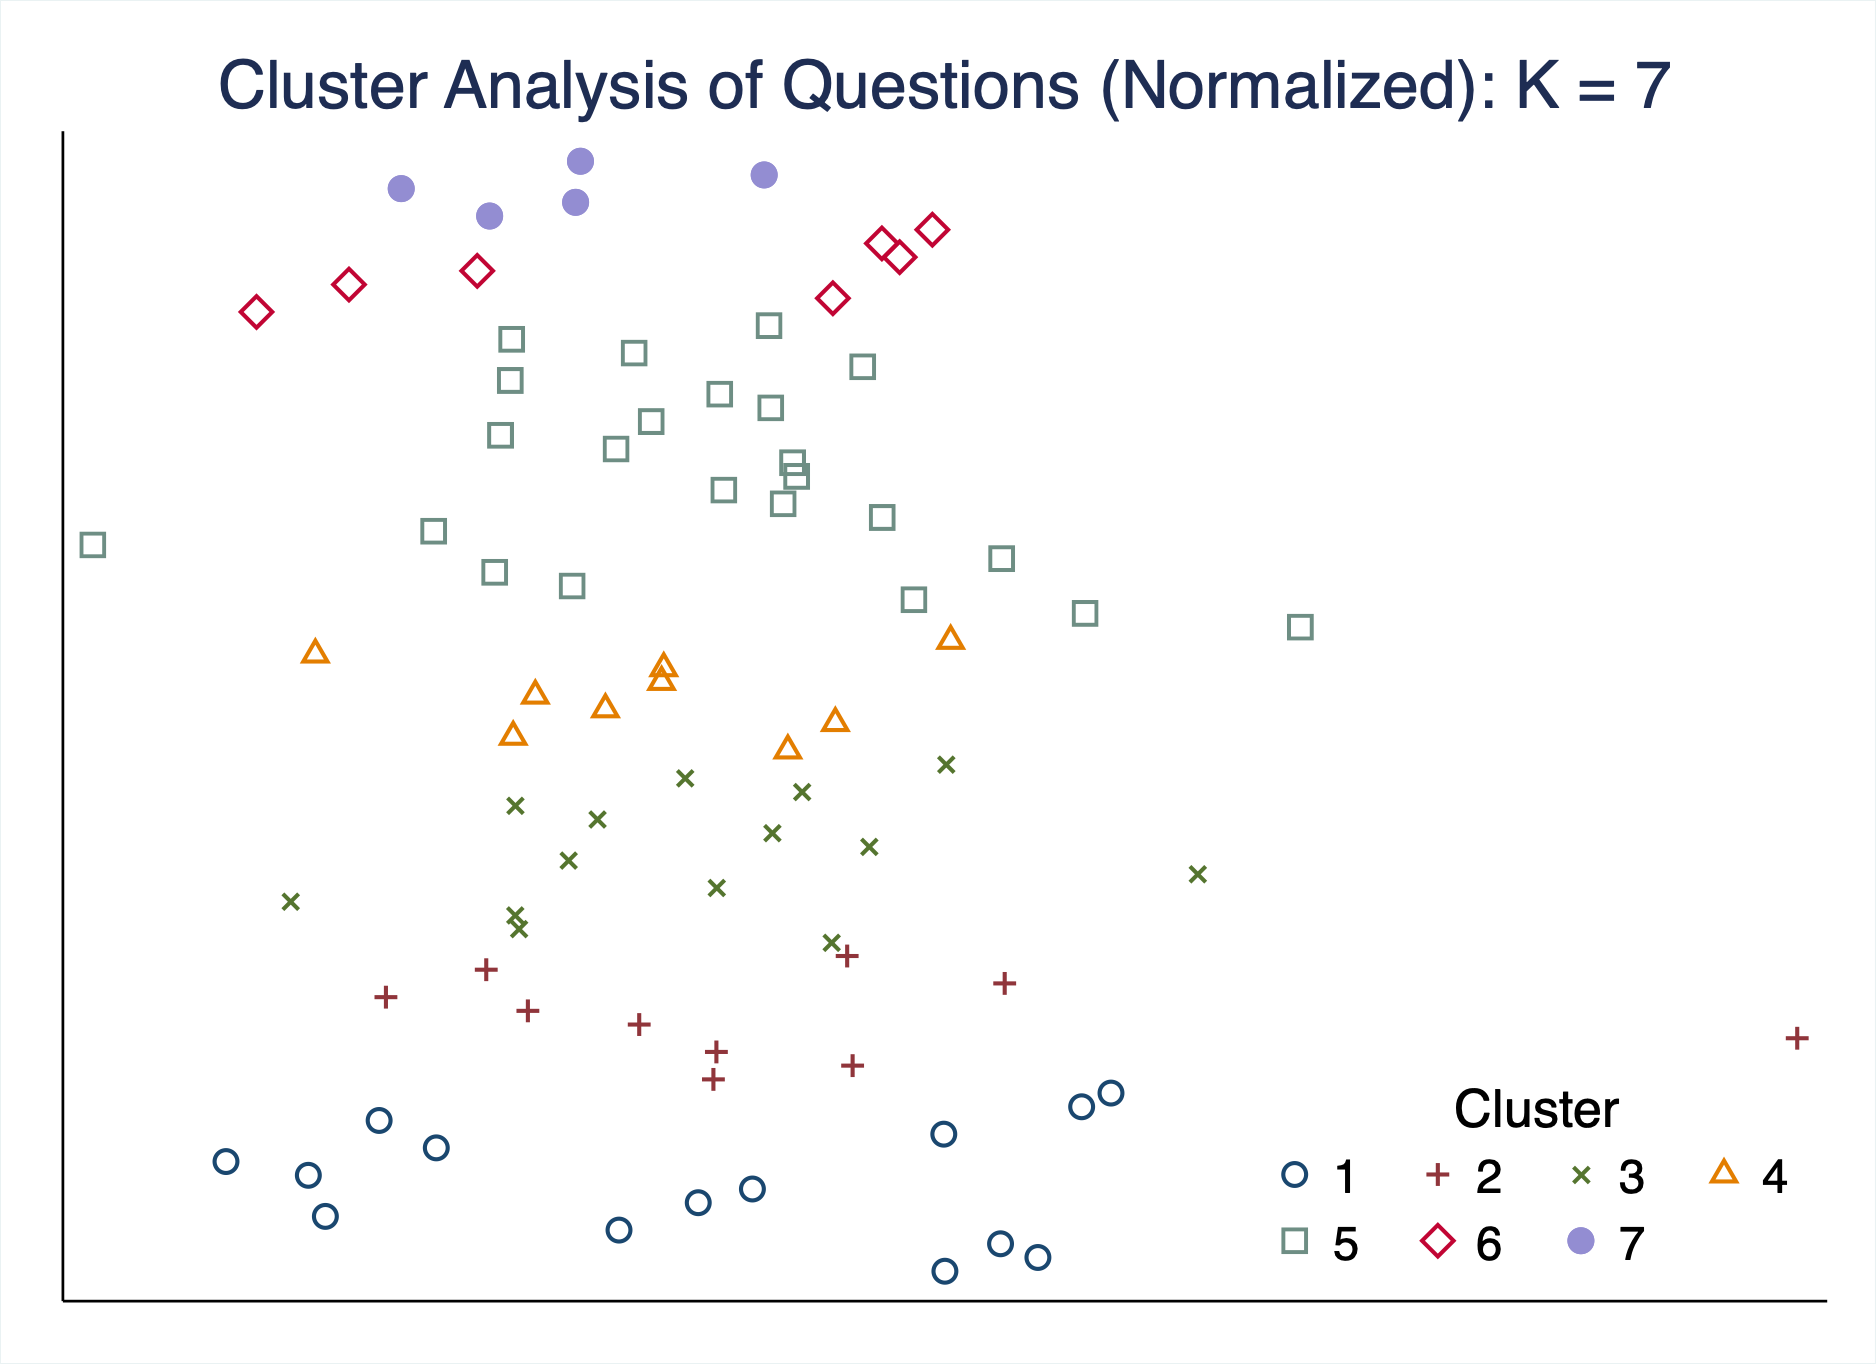 Cluster Analysis of Questions (Normalized): K = 7
Cluster
1 2 3 4
5 6 7